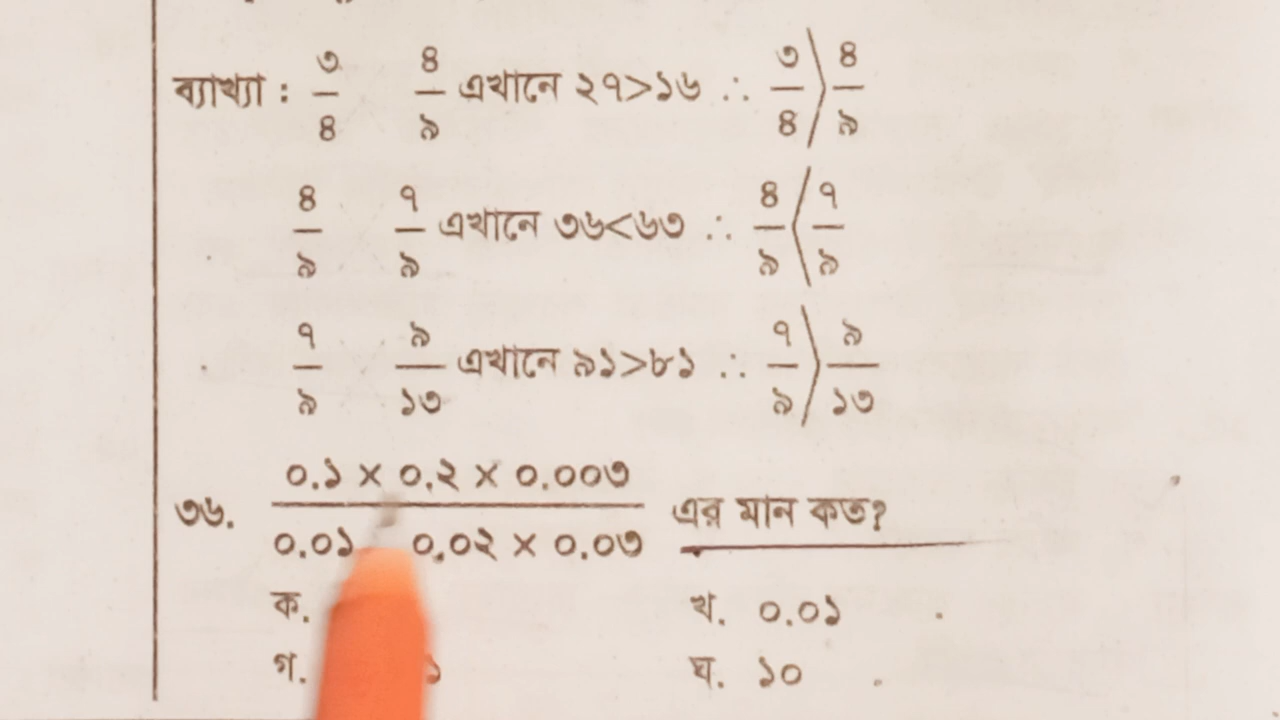 ব্যাখ্যা : ৩/৪ ৪/৯ এখানে ২৭>১৬ ∴ ৩/৪ > ৪/৯
৪/৯ ৭/৯ এখানে ৩৬<৬৩ ∴ ৪/৯ < ৭/৯
৭/৯ ৯/১৩ এখানে ৯১>৮১ ∴ ৭/৯ > ৯/১৩
৩৬. ০.১ × ০.২ × ০.০০৩ / ০.০১ ০.০২ × ০.০৩ এর মান কত?
ক. খ. ০.০১
গ. ঘ. ১০